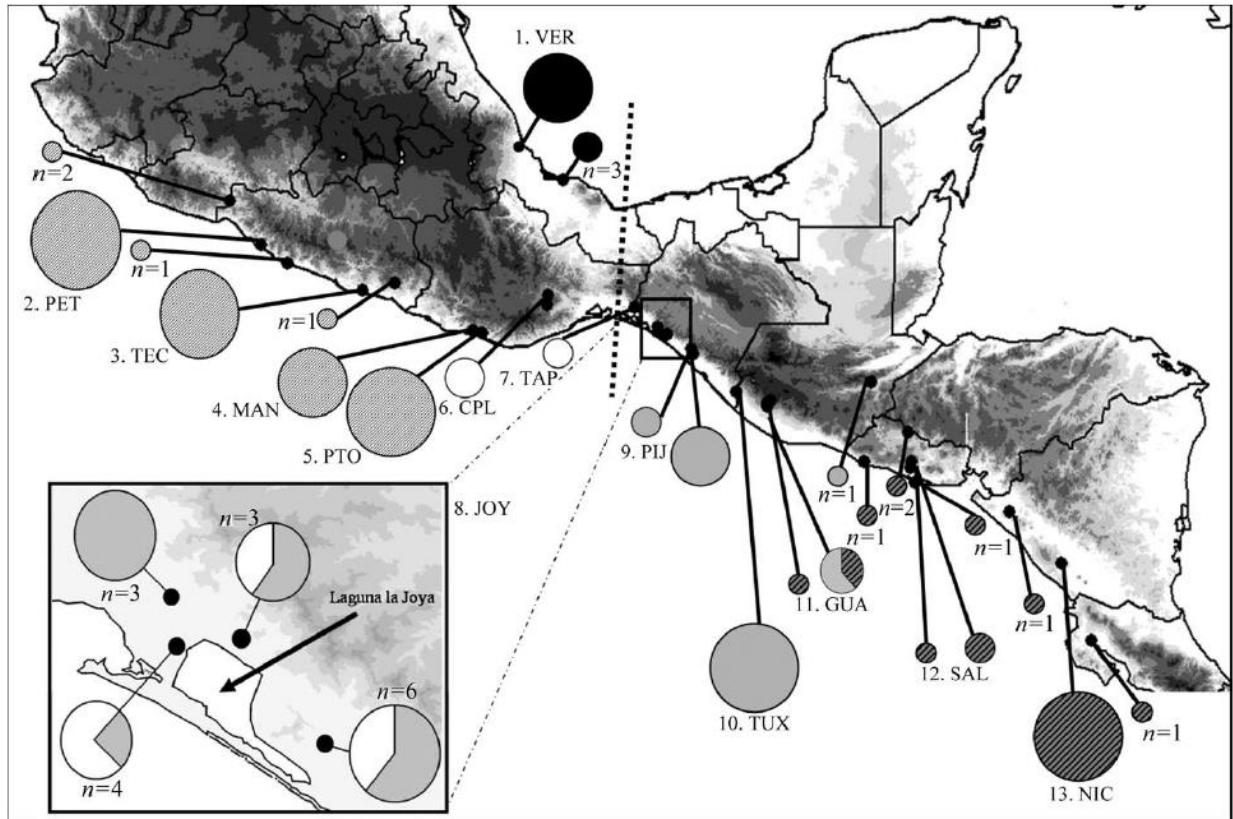 1. VER
n=3
n=2
2. PET
n=1
3. TEC
n=1
4. MAN
5. PTO
6. CPL
7. TAP
8. JOY
9. PIJ
10. TUX
11. GUA
n=1
n=1
n=2
n=1
12. SAL
n=1
13. NIC
n=1
n=3
n=3
Laguna la Joya
n=4
n=6